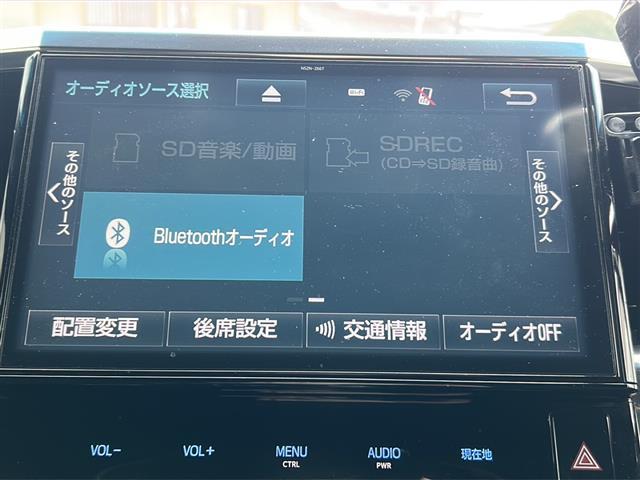 NSZN-Z66T
オーディオソース選択
Wi-Fi
SD音楽/動画
SDREC
(CD⇒SD録音曲)
その他のソース
その他のソース
Bluetoothオーディオ
配置変更
後席設定
交通情報
オーディオOFF
VOL-
VOL+
MENU
CTRL
AUDIO
PWR
現在地